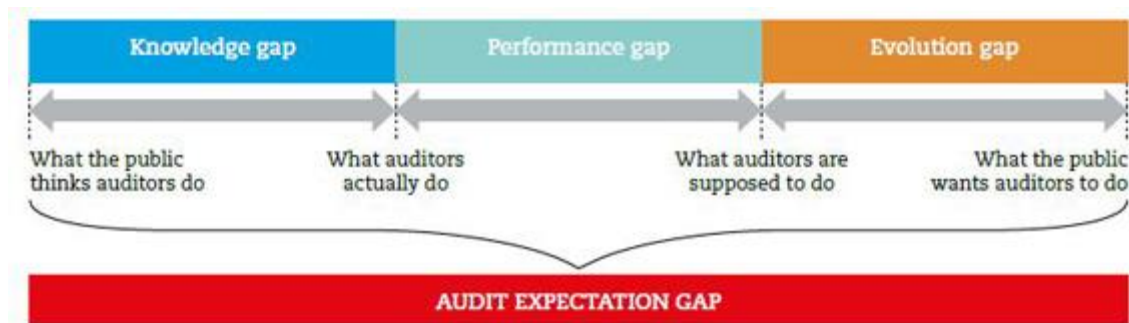 Knowledge gap
Performance gap
Evolution gap
What the public
thinks auditors do
What auditors
actually do
What auditors are
supposed to do
What the public
wants auditors to do
AUDIT EXPECTATION GAP